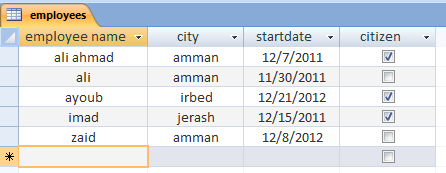 employees
employee name city startdate citizen
ali ahmad amman 12/7/2011
ali amman 11/30/2011
ayoub irbed 12/21/2012
imad jerash 12/15/2011
zaid amman 12/8/2012